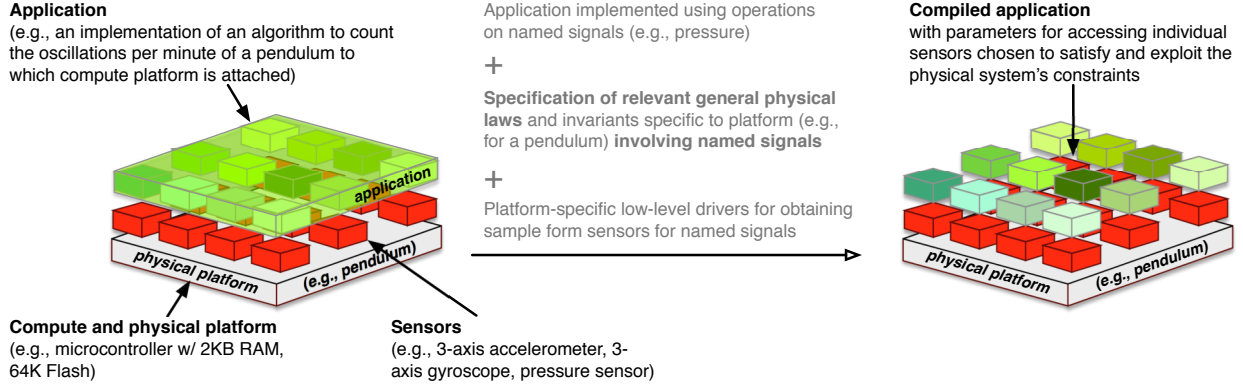 Application
(e.g., an implementation of an algorithm to count
the oscillations per minute of a pendulum to
which compute platform is attached)
application
physical platform
(e.g., pendulum)
Compute and physical platform
(e.g., microcontroller w/ 2KB RAM,
64K Flash)
Sensors
(e.g., 3-axis accelerometer, 3-
axis gyroscope, pressure sensor)
Application implemented using operations
on named signals (e.g., pressure)
+
Specification of relevant general physical
laws and invariants specific to platform (e.g.,
for a pendulum) involving named signals
+
Platform-specific low-level drivers for obtaining
sample form sensors for named signals
Compiled application
with parameters for accessing individual
sensors chosen to satisfy and exploit the
physical system's constraints
physical platform
(e.g., pendulum)